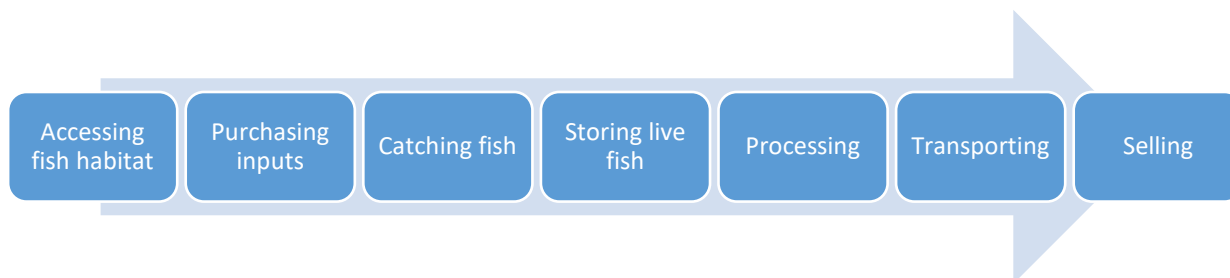 Accessing
fish habitat
Purchasing
inputs
Catching fish
Storing live
fish
Processing
Transporting
Selling